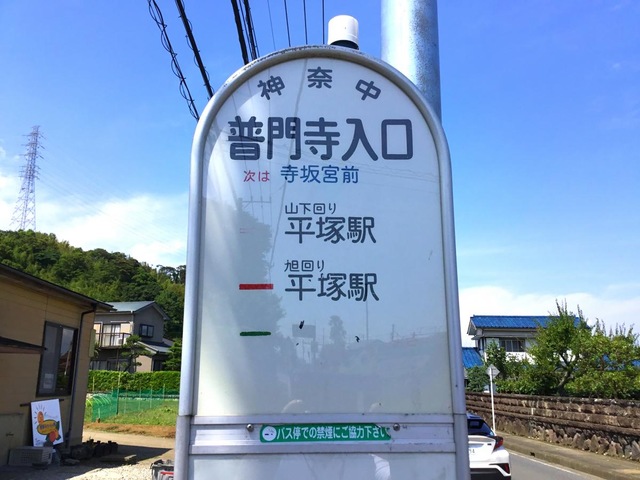 神奈中
普門寺入口
次は 寺坂宮前
山下回り
平塚駅
旭回り
平塚駅
バス停での禁煙にご協力下さい